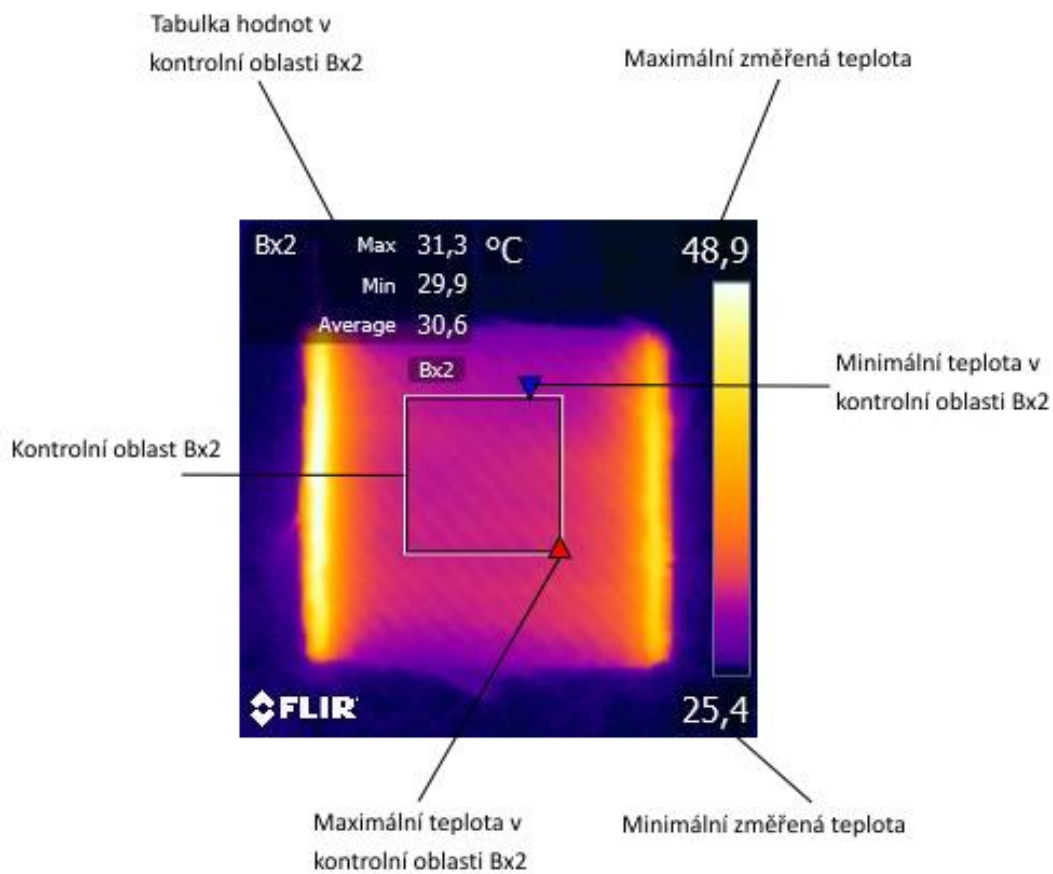 Tabulka hodnot v
kontrolní oblasti Bx2
Maximální změřená teplota
Bx2 Max 31,3 °C 48,9
Min 29,9
Average 30,6
Bx2
Minimální teplota v
kontrolní oblasti Bx2
Kontrolní oblast Bx2
FLIR
25,4
Maximální teplota v
kontrolní oblasti Bx2
Minimální změřená teplota